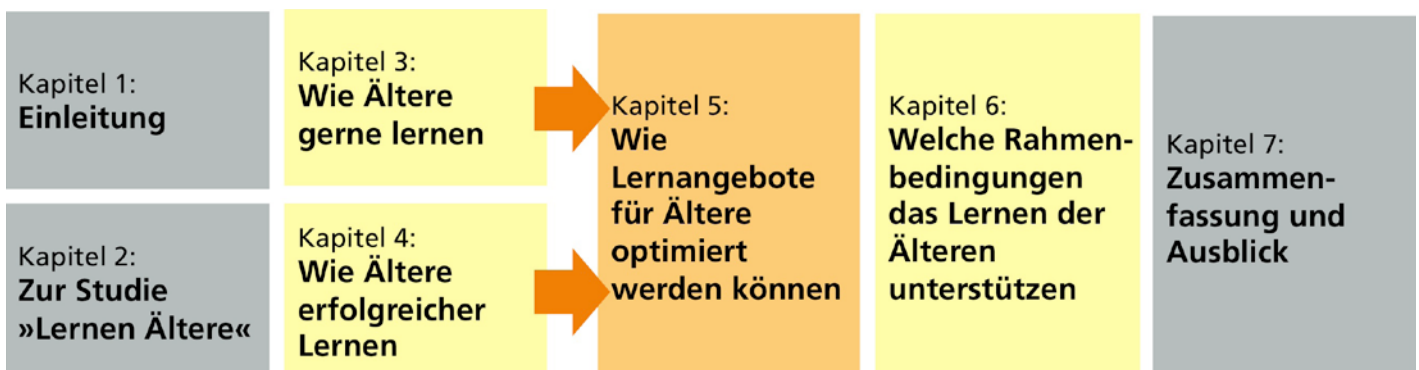 Kapitel 1:
Einleitung
Kapitel 2:
Zur Studie
»Lernen Ältere«
Kapitel 3:
Wie Ältere
gerne lernen
Kapitel 4:
Wie Ältere
erfolgreicher
Lernen
Kapitel 5:
Wie
Lernangebote
für Ältere
optimiert
werden können
Kapitel 6:
Welche Rahmen-
bedingungen
das Lernen der
Älteren
unterstützen
Kapitel 7:
Zusammen-
fassung und
Ausblick